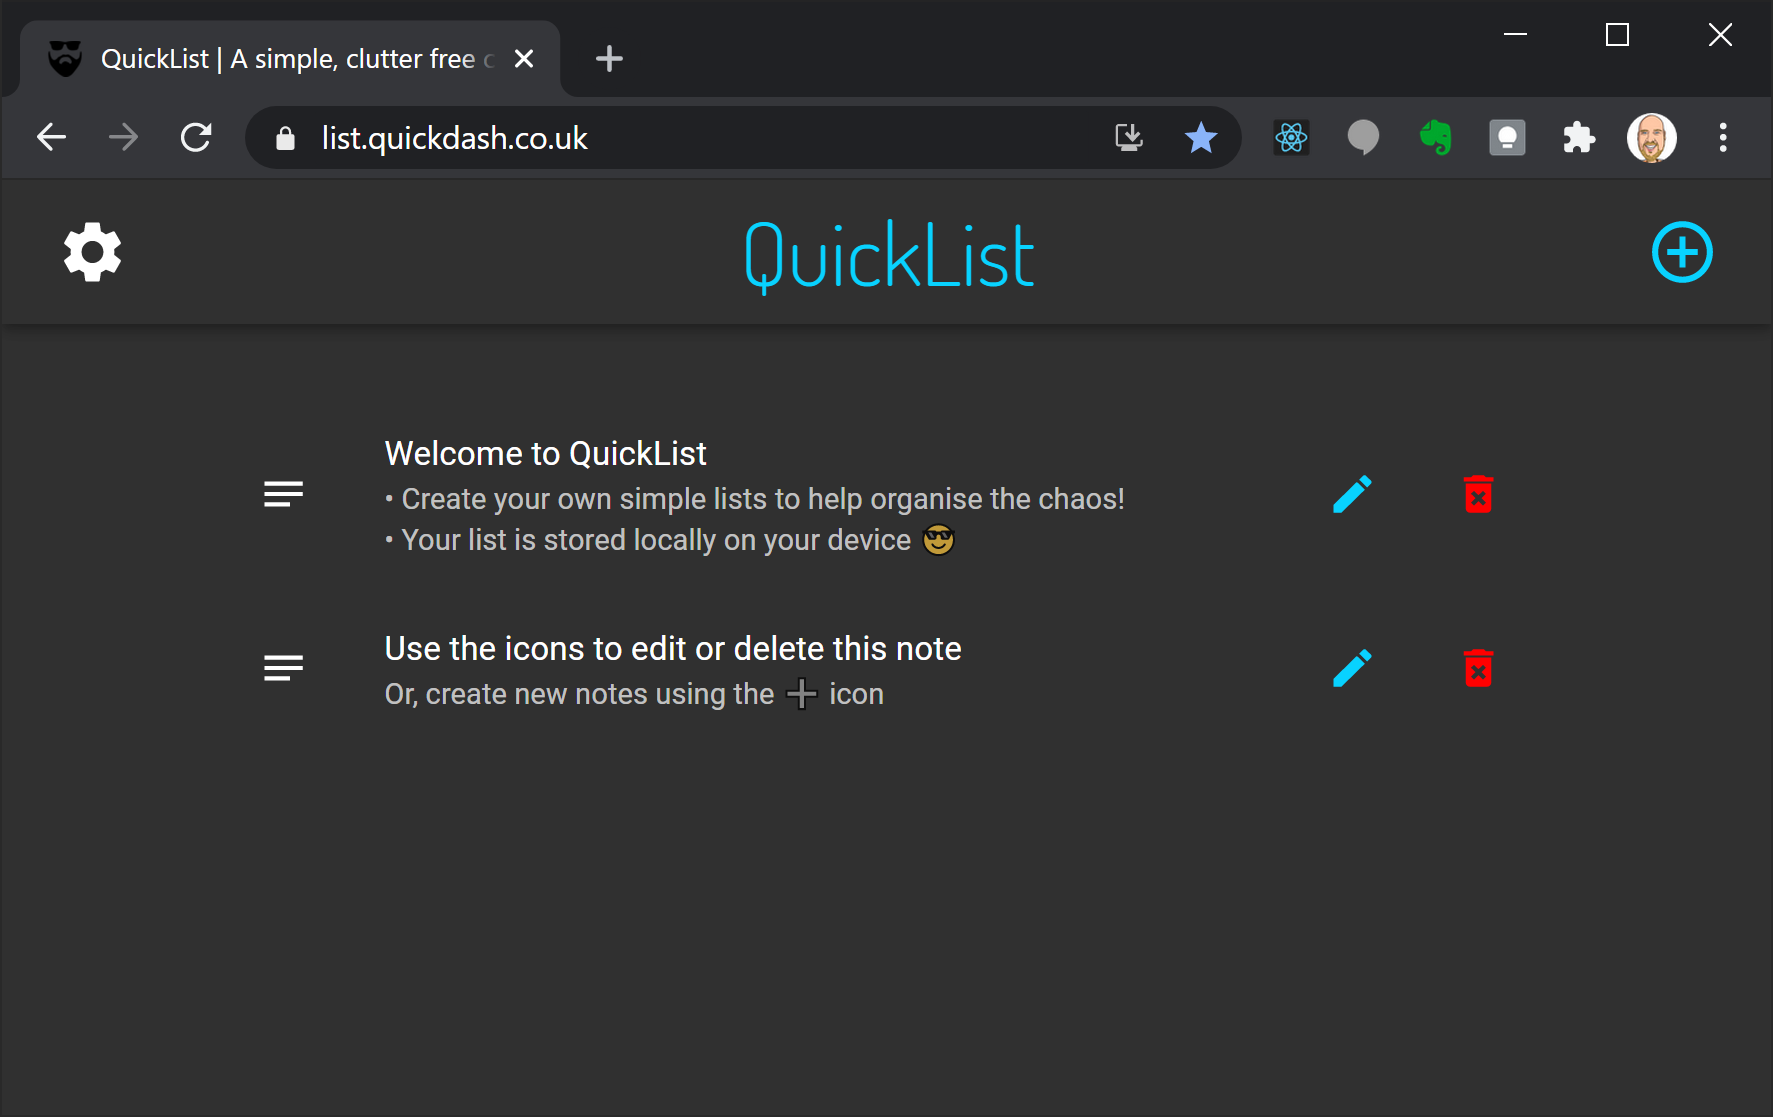 QuickList | A simple, clutter free
list.quickdash.co.uk
QuickList
Welcome to QuickList
• Create your own simple lists to help organise the chaos!
• Your list is stored locally on your device 😎
Use the icons to edit or delete this note
Or, create new notes using the ➕ icon